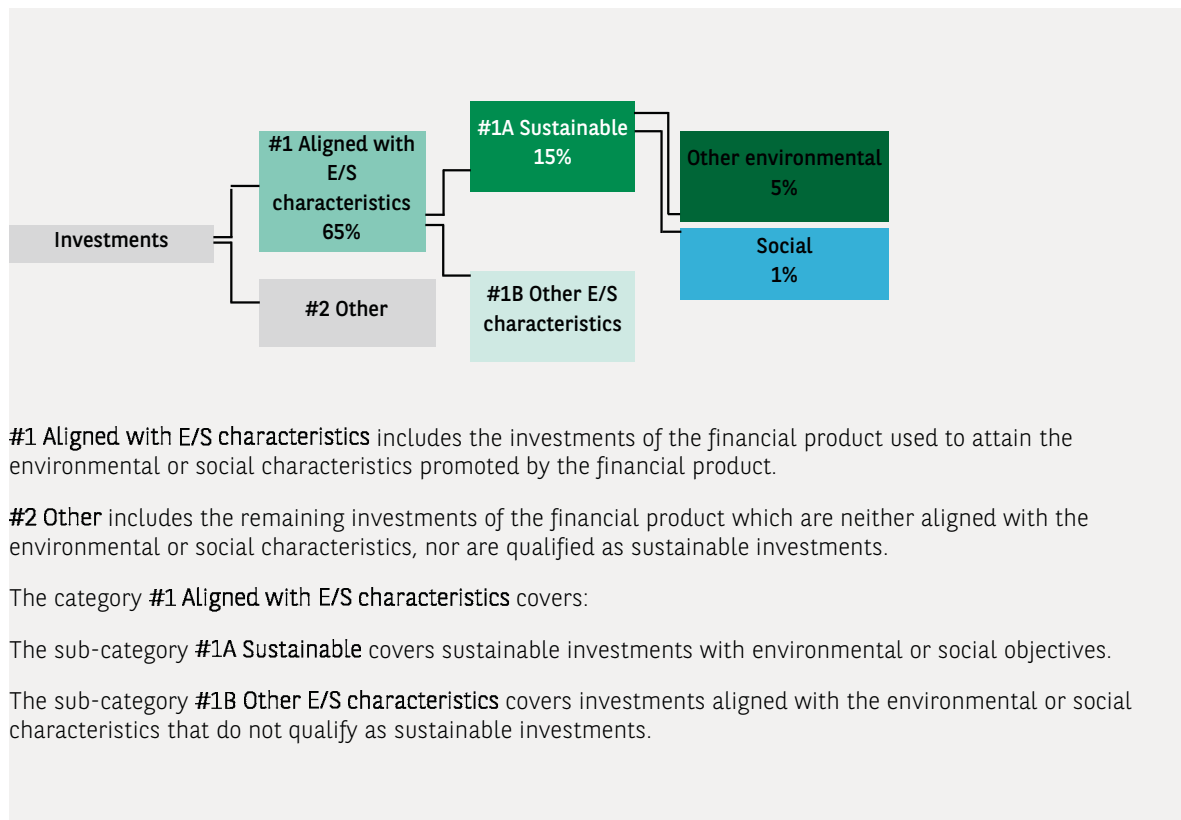 #1A Sustainable
15%
#1 Aligned with
E/S
characteristics
65%
Other environmental
5%
Investments
Social
1%
#2 Other
#1B Other E/S
characteristics
#1 Aligned with E/S characteristics includes the investments of the financial product used to attain the
environmental or social characteristics promoted by the financial product.
#2 Other includes the remaining investments of the financial product which are neither aligned with the
environmental or social characteristics, nor are qualified as sustainable investments.
The category #1 Aligned with E/S characteristics covers:
The sub-category #1A Sustainable covers sustainable investments with environmental or social objectives.
The sub-category #1B Other E/S characteristics covers investments aligned with the environmental or social
characteristics that do not qualify as sustainable investments.